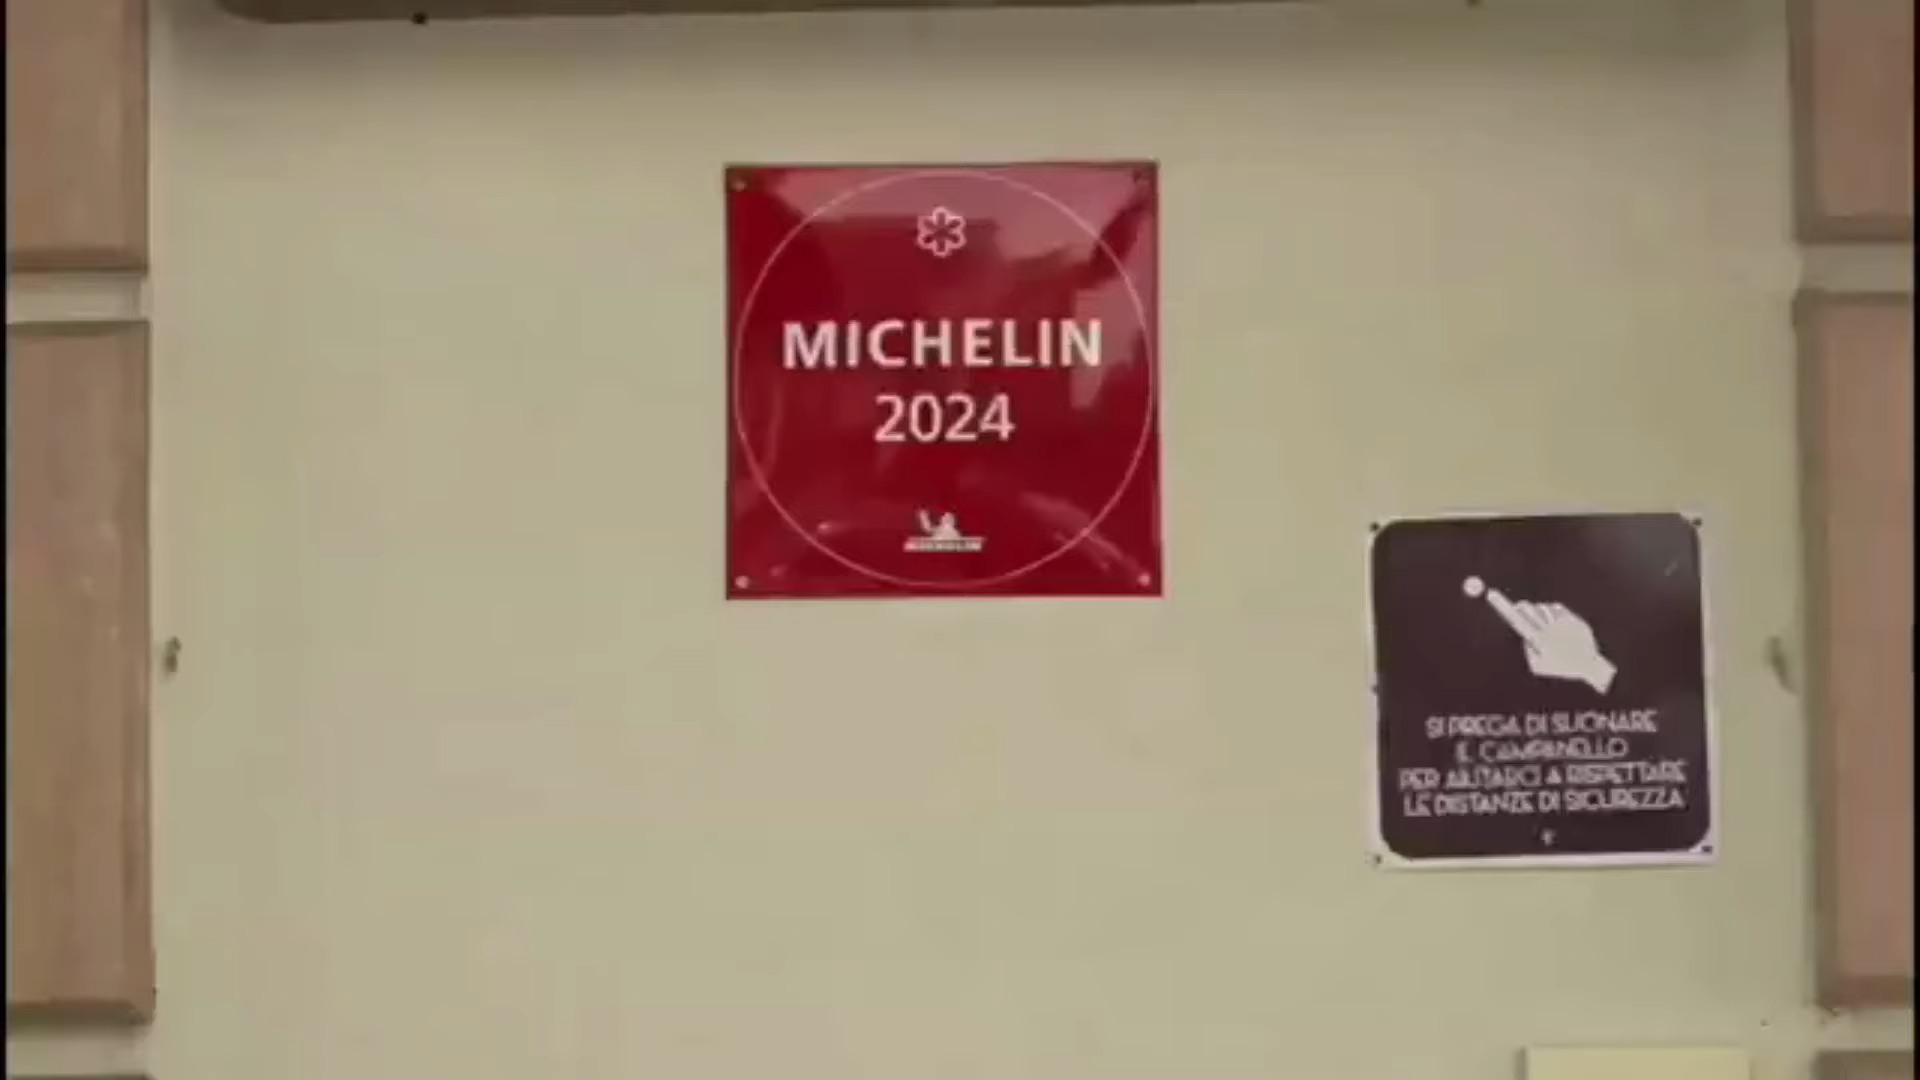 MICHELIN
2024
MICHELIN
SI PREGA DI SUONARE
IL CAMPANELLO
PER AIUTARCI A RISPETTARE
LE DISTANZE DI SICUREZZA